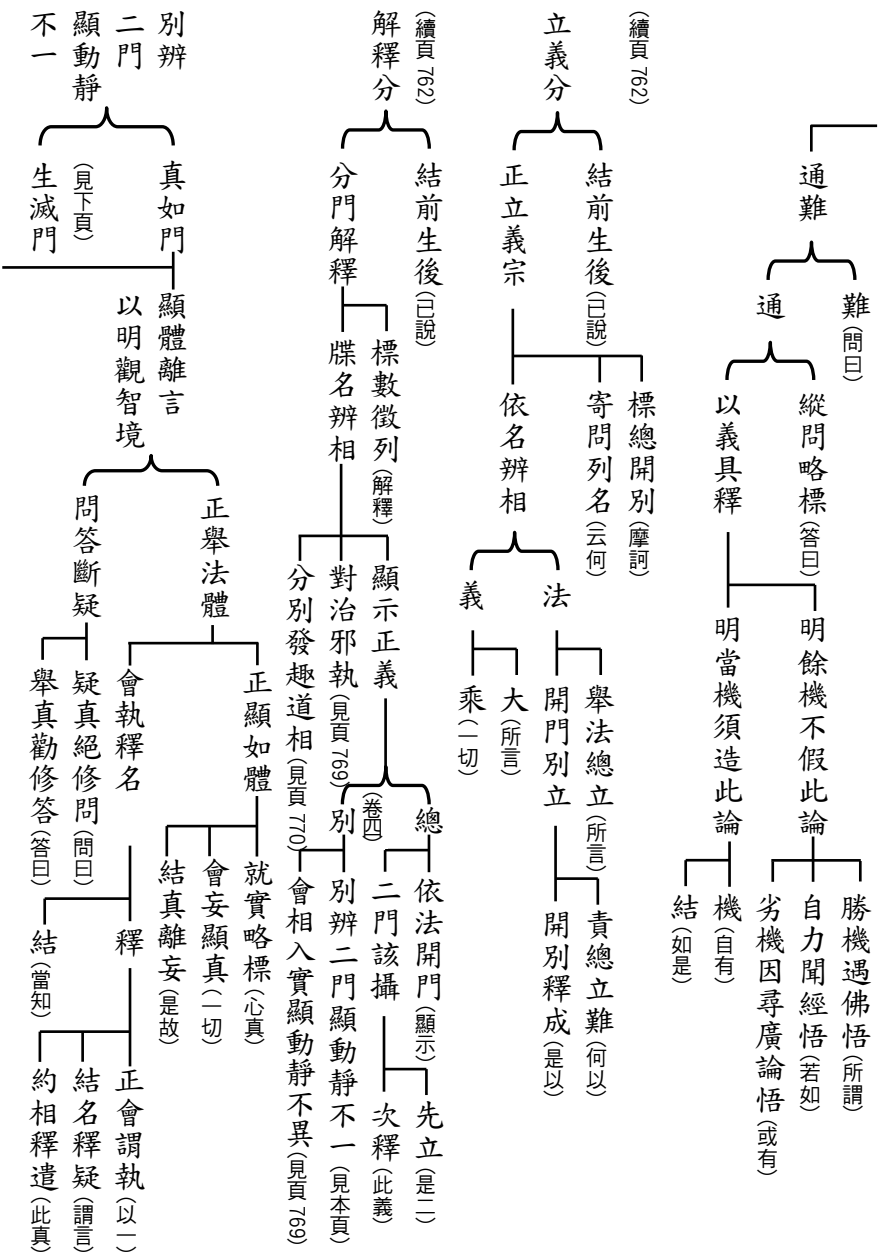 通難
難(問曰)
通
縱問略標(答曰)
以義具釋
明餘機不假此論
勝機遇佛悟(所謂)
自力聞經悟(若如)
劣機因尋廣論悟(或有)
明當機須造此論
機(自有)
結(如是)
(續頁 762)
立義分
結前生後(已說)
正立義宗
標總開別(摩訶)
寄問列名(云何)
依名辨相
法
舉法總立(所言)
開門別立
責總立難(何以)
開別釋成(是以)
義
大(所言)
乘(一切)
(續頁 762)
解釋分
結前生後(已說)
分門解釋
標數徵列(解釋)
牒名辨相
顯示正義
(卷四)
總
依法開門(顯示)
二門該攝
先立(是二)
次釋(此義)
別
別辨二門顯動靜不一(見本頁)
會相入實顯動靜不異(見頁 769)
對治邪執(見頁 769)
分別發趣道相(見頁 770)
別辨
二門
顯動靜
不一
真如門
顯體離言
以明觀智境
正舉法體
正顯如體
就實略標(心真)
會妄顯真(一切)
結真離妄(是故)
會執釋名
釋
正會謂執(以一)
結名釋疑(謂言)
約相釋遣(此真)
結(當知)
問答斷疑
疑真絕修問(問曰)
舉真勸修答(答曰)
(見下頁)
生滅門